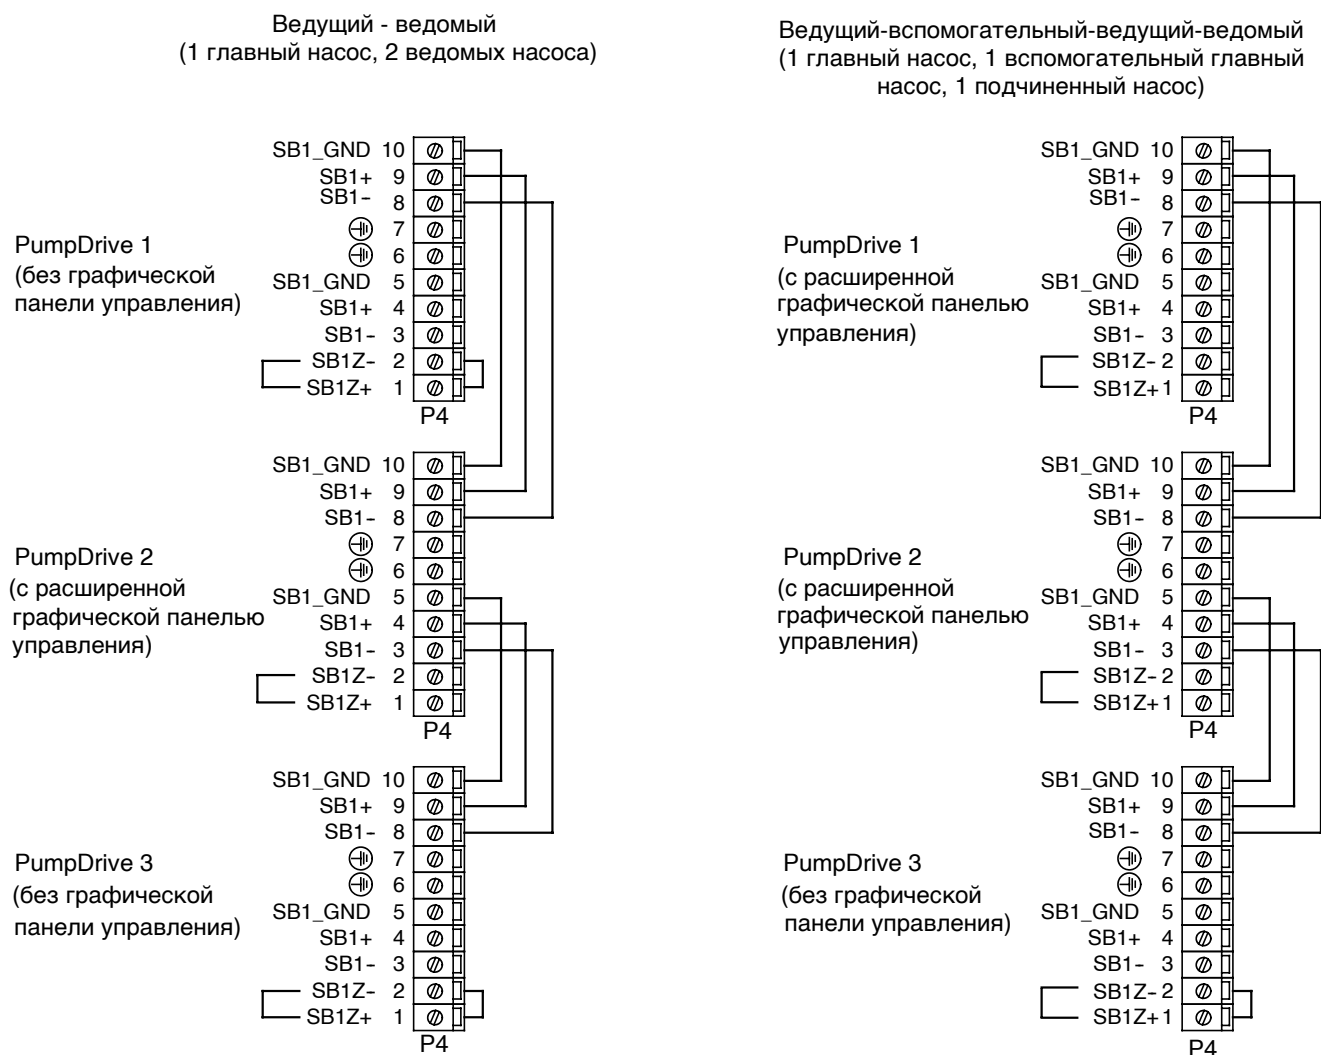 Ведущий - ведомый
(1 главный насос, 2 ведомых насоса)
SB1_GND 10
SB1+ 9
SB1- 8
7
6
SB1_GND 5
SB1+ 4
SB1- 3
SB1Z- 2
SB1Z+ 1
P4
PumpDrive 1
(без графической
панели управления)
SB1_GND 10
SB1+ 9
SB1- 8
7
6
SB1_GND 5
SB1+ 4
SB1- 3
SB1Z- 2
SB1Z+ 1
P4
PumpDrive 2
(с расширенной
графической панелью
управления)
SB1_GND 10
SB1+ 9
SB1- 8
7
6
SB1_GND 5
SB1+ 4
SB1- 3
SB1Z- 2
SB1Z+ 1
P4
PumpDrive 3
(без графической
панели управления)
Ведущий-вспомогательный-ведущий-ведомый
(1 главный насос, 1 вспомогательный главный
насос, 1 подчиненный насос)
SB1_GND 10
SB1+ 9
SB1- 8
7
6
SB1_GND 5
SB1+ 4
SB1- 3
SB1Z- 2
SB1Z+ 1
P4
PumpDrive 1
(с расширенной
графической панелью
управления)
SB1_GND 10
SB1+ 9
SB1- 8
7
6
SB1_GND 5
SB1+ 4
SB1- 3
SB1Z- 2
SB1Z+ 1
P4
PumpDrive 2
(с расширенной
графической панелью
управления)
SB1_GND 10
SB1+ 9
SB1- 8
7
6
SB1_GND 5
SB1+ 4
SB1- 3
SB1Z- 2
SB1Z+ 1
P4
PumpDrive 3
(без графической
панели управления)